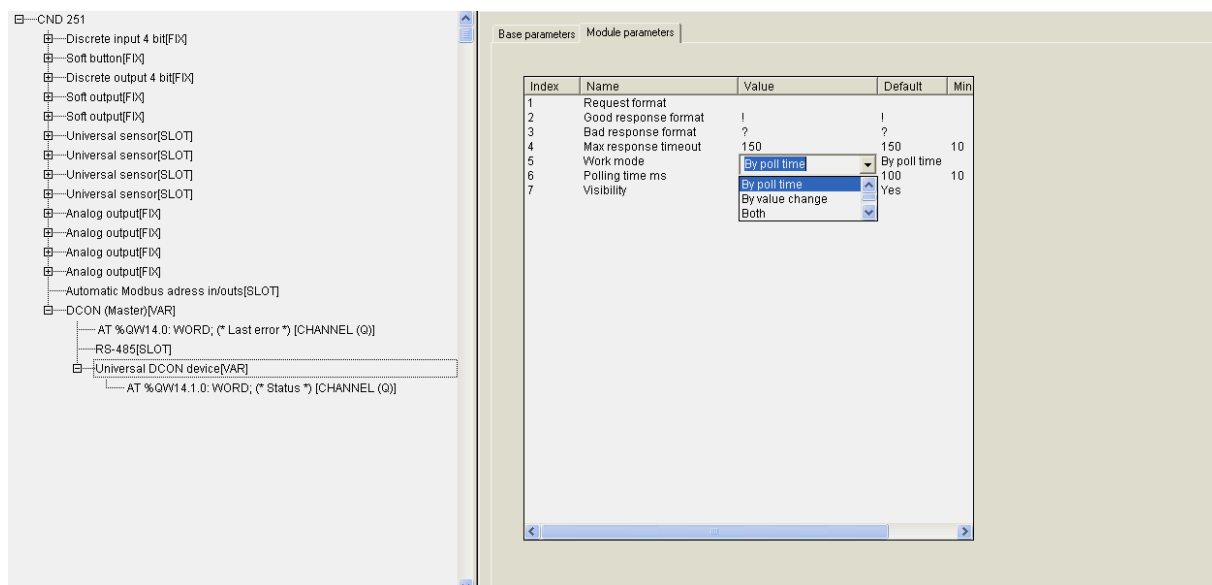 CND 251
Discrete input 4 bit[FIX]
Soft button[FIX]
Discrete output 4 bit[FIX]
Soft output[FIX]
Soft output[FIX]
Universal sensor[SLOT]
Universal sensor[SLOT]
Universal sensor[SLOT]
Universal sensor[SLOT]
Analog output[FIX]
Analog output[FIX]
Analog output[FIX]
Analog output[FIX]
Automatic Modbus adress in/outs[SLOT]
DCON (Master)[VAR]
AT %QW14.0: WORD; (* Last error *) [CHANNEL (Q)]
RS-485[SLOT]
Universal DCON device[VAR]
AT %QW14.1.0: WORD; (* Status *) [CHANNEL (Q)]
Base parameters Module parameters
Index Name Value Default Min
1 Request format
2 Good response format ! !
3 Bad response format ? ?
4 Max response timeout 150 150 10
5 Work mode By poll time By poll time
6 Polling time ms 100 10
7 Visibility Yes
By poll time
By value change
Both